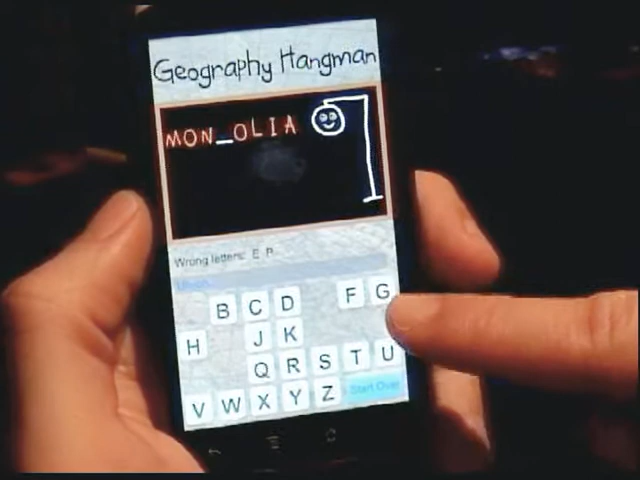 Geography Hangman
MON_OLIA
Wrong letters: E P
B C D F G
H J K
Q R S T U
V W X Y Z Start Over